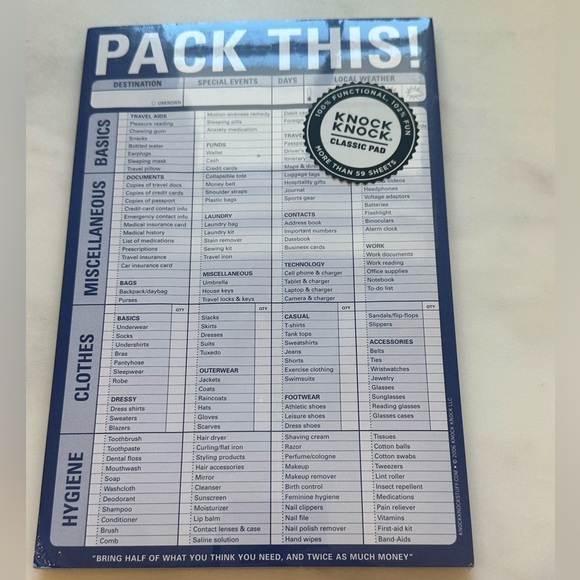 PACK THIS!
DESTINATION
SPECIAL EVENTS
DAYS
LOCAL WEATHER
UNKNOWN
100% FUNCTIONAL, 102% FUN
KNOCK
KNOCK®
CLASSIC PAD
MORE THAN 59 SHEETS
BASICS
TRAVEL AIDS
Pleasure reading
Chewing gum
Snacks
Bottled water
Earplugs
Sleeping mask
Travel pillow
Motion-sickness remedy
Sleeping pills
Anxiety medication
FUNDS
Wallet
Cash
Credit cards
MISCELLANEOUS
DOCUMENTS
Copies of travel docs
Copies of credit cards
Copies of passport
Credit-card contact info
Emergency contact info
Medical insurance card
Medical history
List of medications
Prescriptions
Travel insurance
Car insurance card
BAGS
Backpack/daybag
Purses
Collapsible tote
Money belt
Shoulder straps
Plastic bags
LAUNDRY
Laundry bag
Laundry kit
Stain remover
Sewing kit
Travel iron
MISCELLANEOUS
Umbrella
House keys
Travel locks & keys
Luggage tags
Hospitality gifts
Journal
Sports gear
CONTACTS
Address book
Important numbers
Datebook
Business cards
TECHNOLOGY
Cell phone & charger
Tablet & charger
Laptop & charger
Camera & charger
Headphones
Voltage adaptors
Batteries
Flashlight
Binoculars
Alarm clock
WORK
Work documents
Work reading
Office supplies
Notebook
To-do list
CLOTHES
QTY
QTY
QTY
QTY
BASICS
Underwear
Socks
Undershirts
Bras
Pantyhose
Sleepwear
Robe
DRESSY
Dress shirts
Sweaters
Blazers
Slacks
Skirts
Dresses
Suits
Tuxedo
OUTERWEAR
Jackets
Coats
Raincoats
Hats
Gloves
Scarves
CASUAL
T-shirts
Tank tops
Sweatshirts
Jeans
Shorts
Exercise clothing
Swimsuits
FOOTWEAR
Athletic shoes
Leisure shoes
Dress shoes
Sandals/flip-flops
Slippers
ACCESSORIES
Belts
Ties
Wristwatches
Jewelry
Glasses
Sunglasses
Reading glasses
Glasses cases
HYGIENE
Toothbrush
Toothpaste
Dental floss
Mouthwash
Soap
Washcloth
Deodorant
Shampoo
Conditioner
Brush
Comb
Hair dryer
Curling/flat iron
Styling products
Hair accessories
Mirror
Cleanser
Sunscreen
Moisturizer
Lip balm
Contact lenses & case
Saline solution
Shaving cream
Razor
Perfume/cologne
Makeup
Makeup remover
Birth control
Feminine hygiene
Nail clippers
Nail file
Nail polish remover
Hand wipes
Tissues
Cotton balls
Cotton swabs
Tweezers
Lint roller
Insect repellent
Medications
Pain reliever
Vitamins
First-aid kit
Band-Aids
KNOCKKNOCKSTUFF.COM • © 2006 KNOCK KNOCK LLC
"BRING HALF OF WHAT YOU THINK YOU NEED, AND TWICE AS MUCH MONEY"